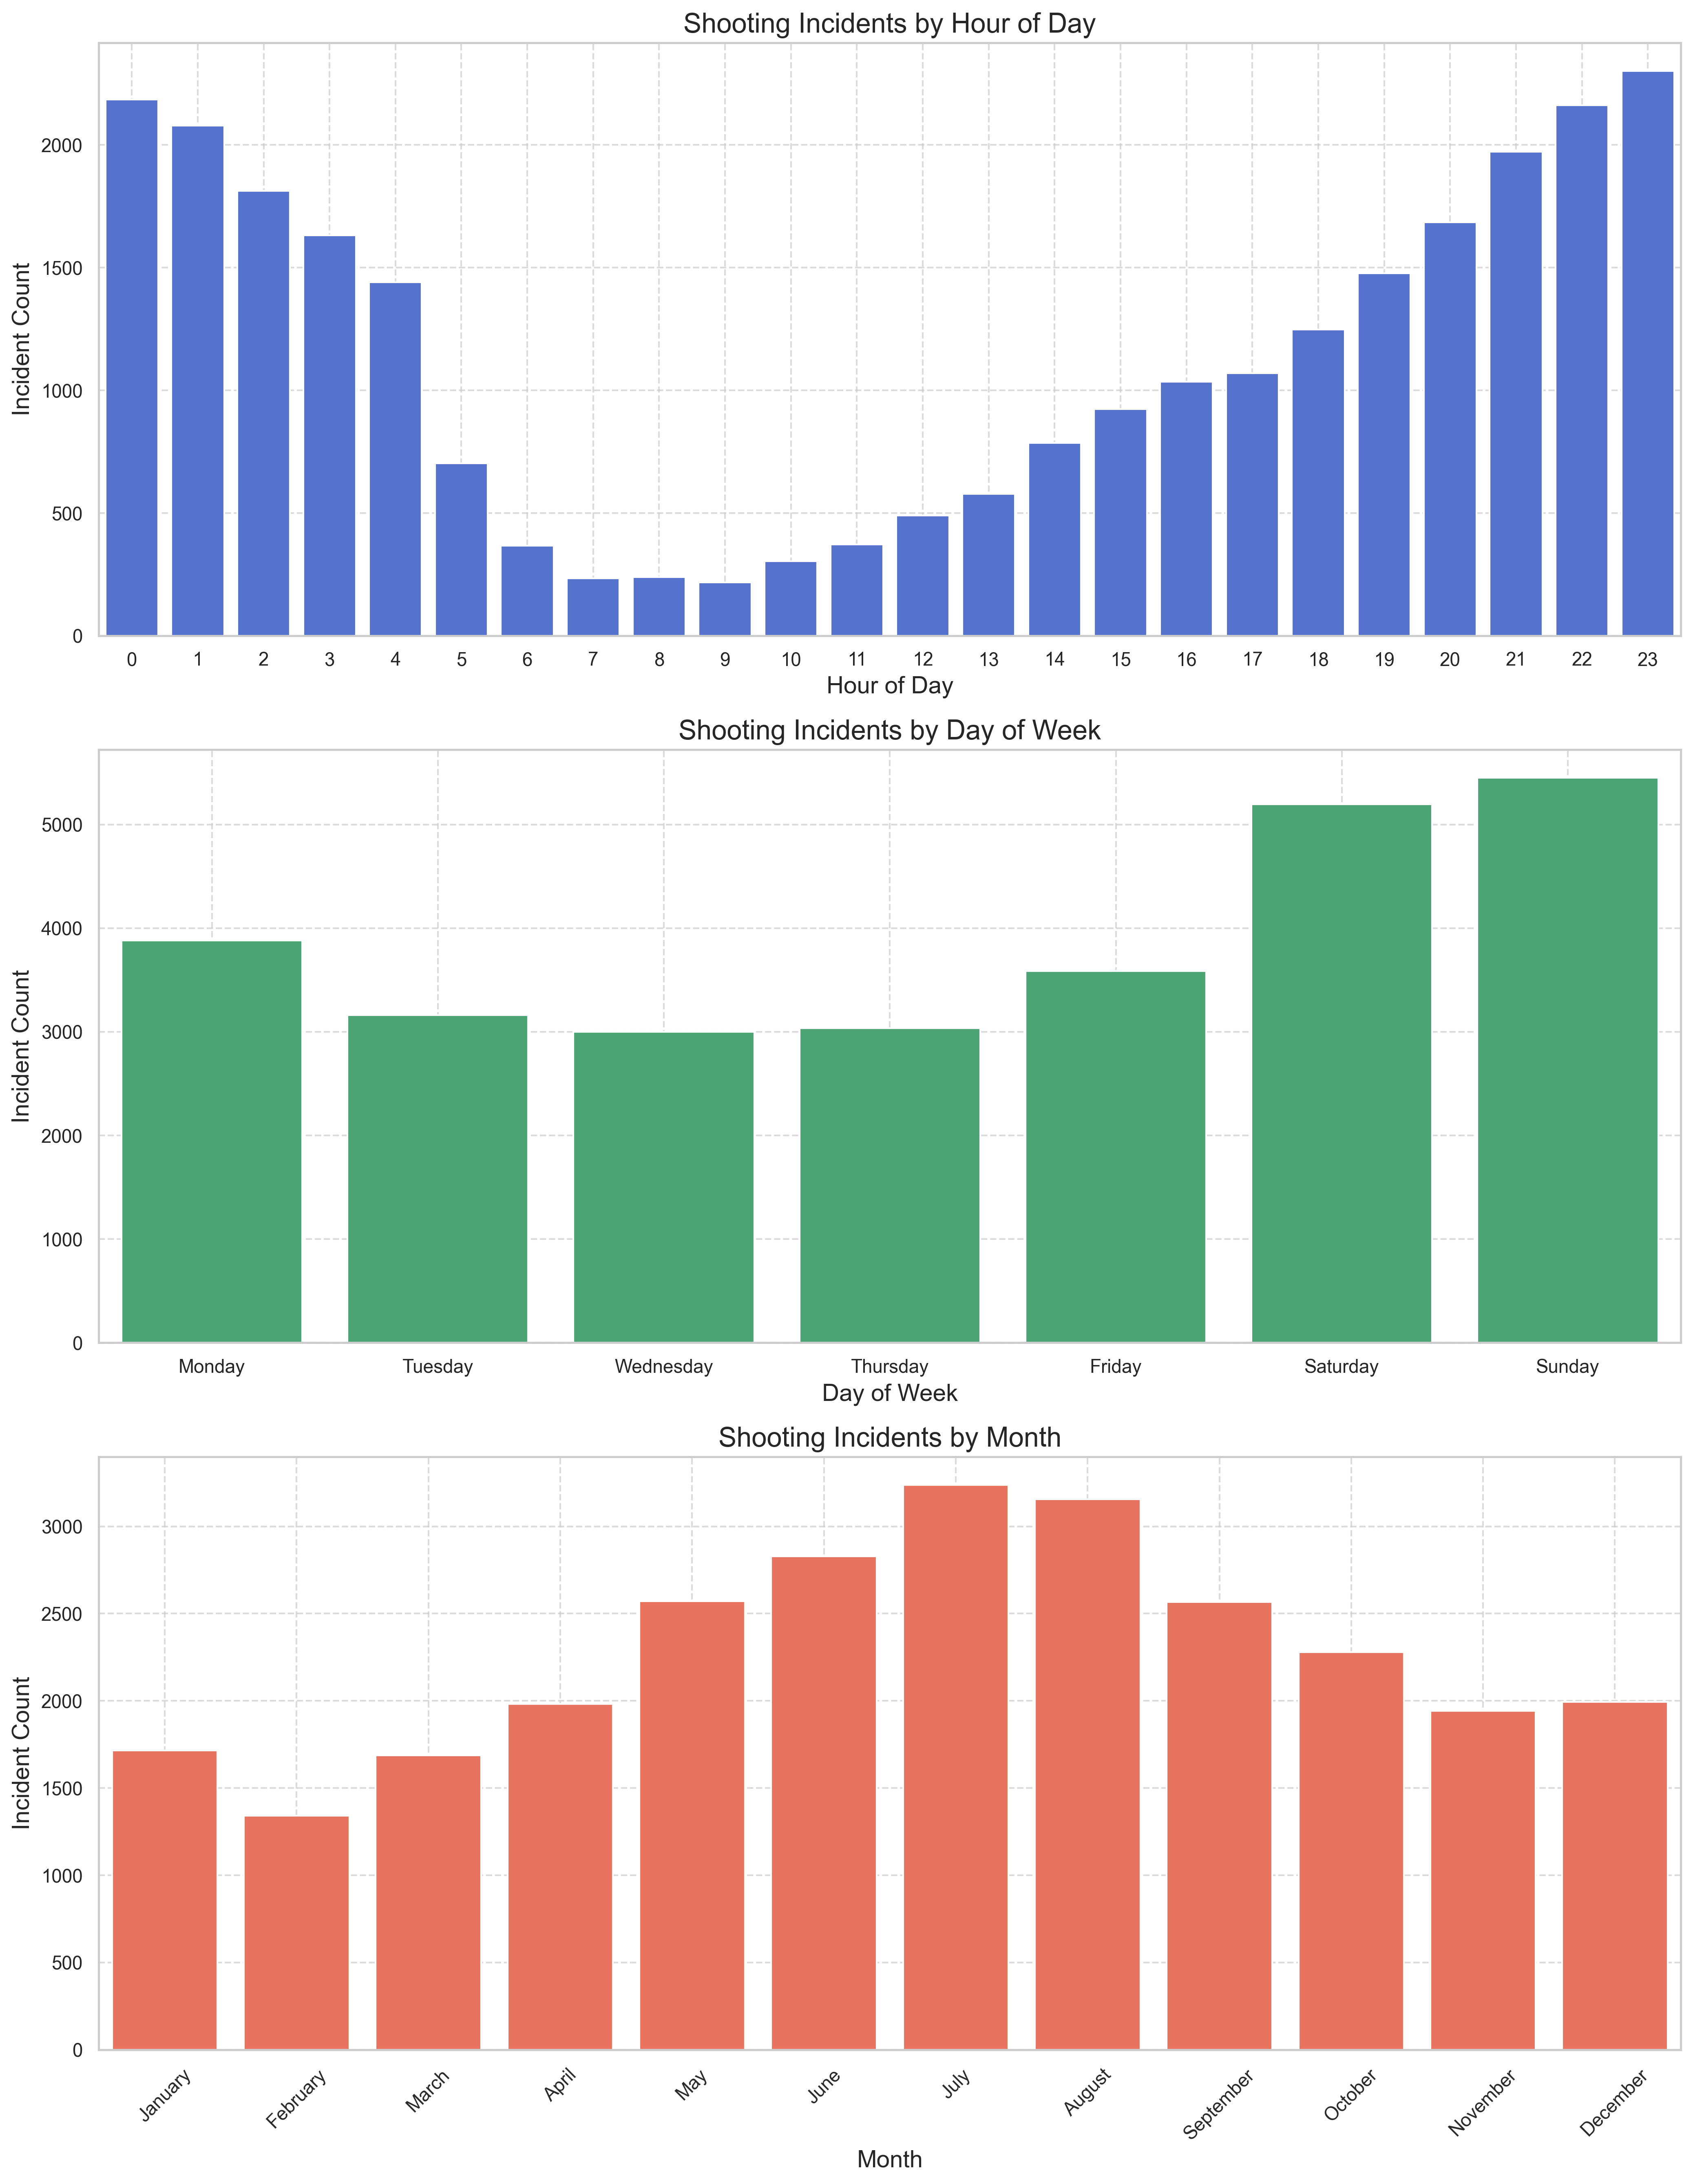 Shooting Incidents by Hour of Day
Incident Count
2000
1500
1000
500
0
0 1 2 3 4 5 6 7 8 9 10 11 12 13 14 15 16 17 18 19 20 21 22 23
Hour of Day
Shooting Incidents by Day of Week
Incident Count
5000
4000
3000
2000
1000
0
Monday Tuesday Wednesday Thursday Friday Saturday Sunday
Day of Week
Shooting Incidents by Month
Incident Count
3000
2500
2000
1500
1000
500
0
January February March April May June July August September October November December
Month